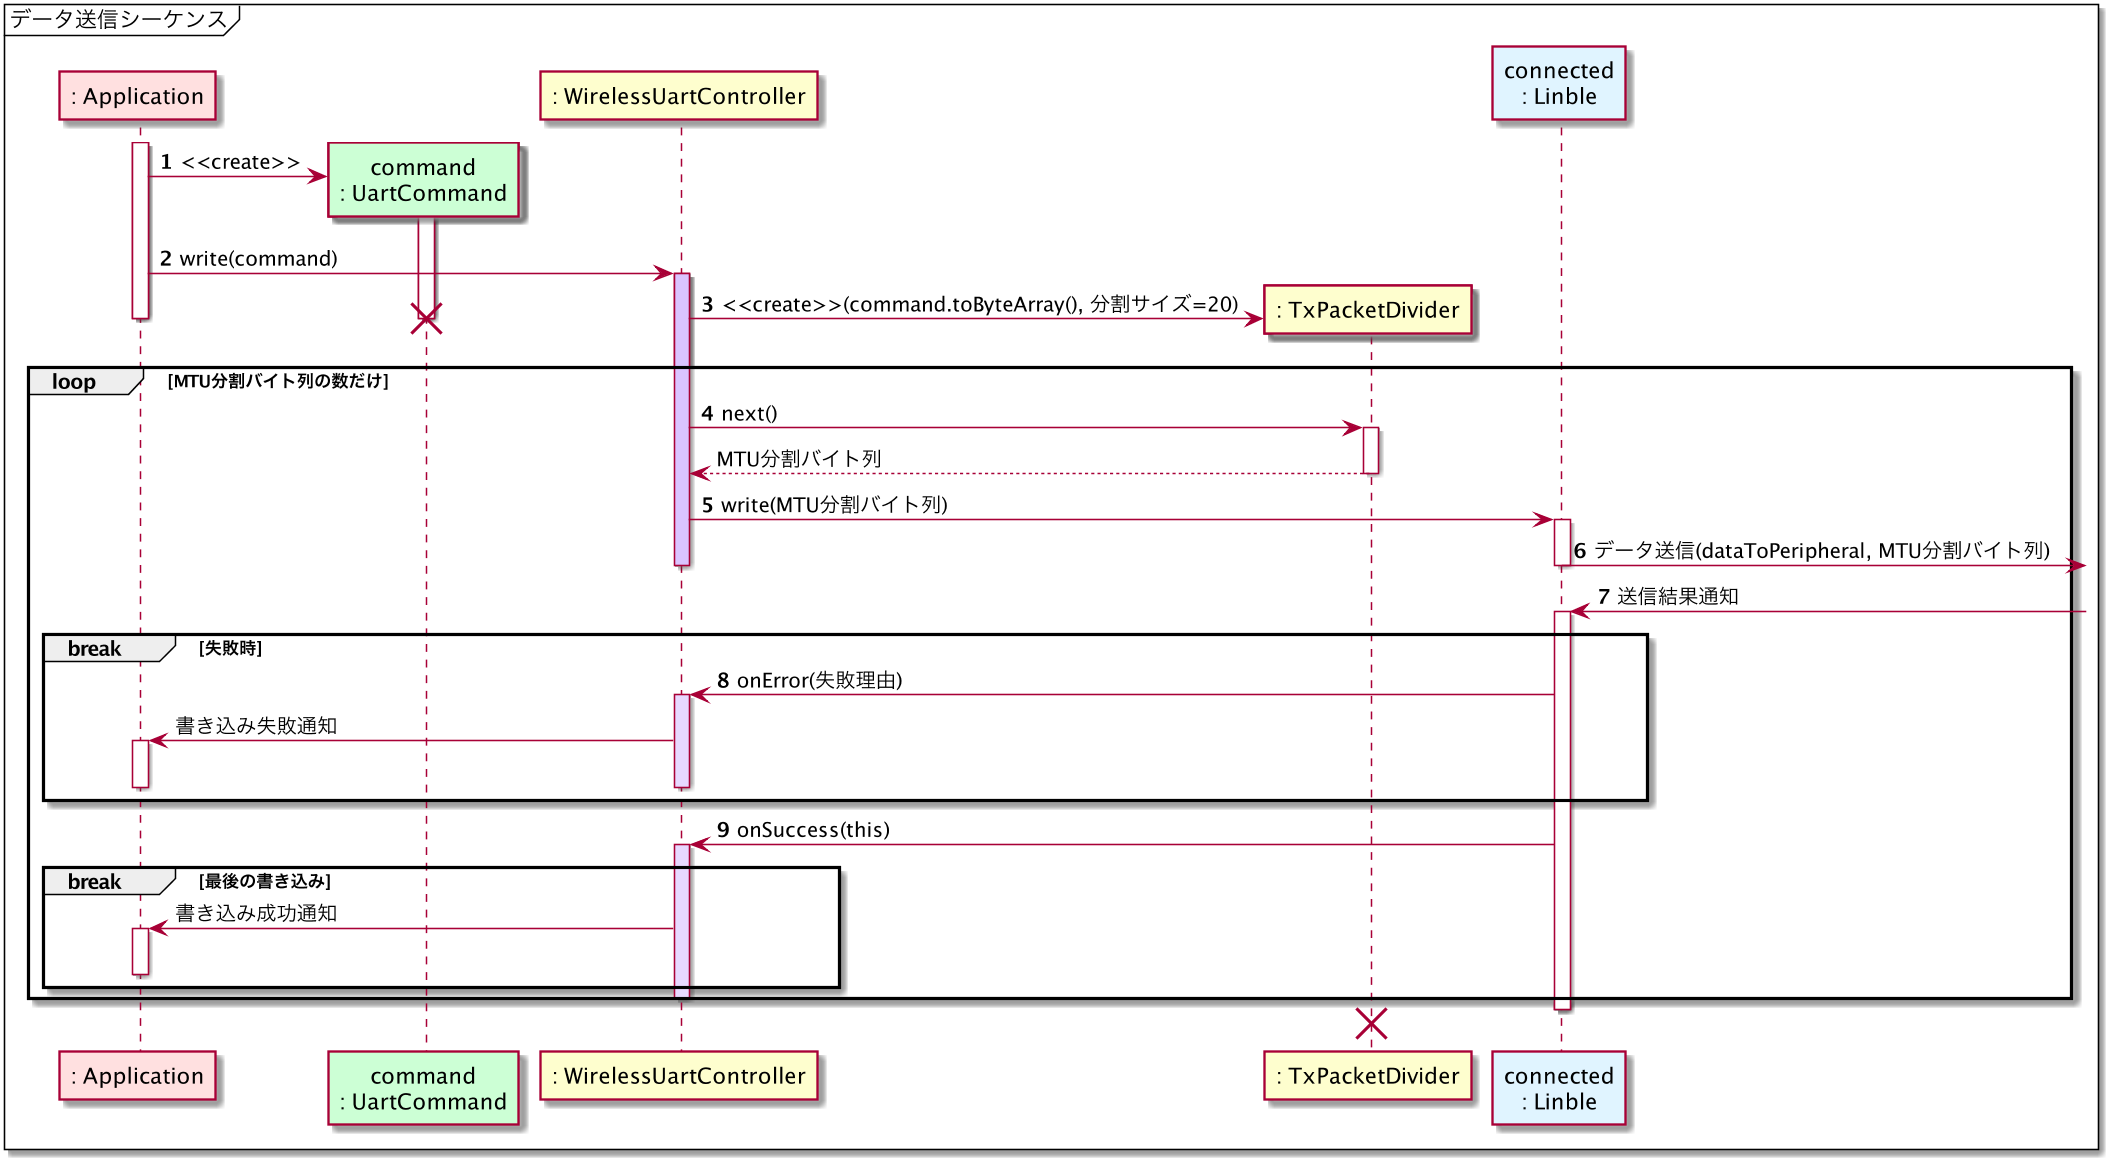 データ送信シーケンス
connected
: Linble
: Application
: WirelessUartController
1 <<create>>
command
: UartCommand
2 write(command)
3 <<create>>(command.toByteArray(), 分割サイズ=20)
: TxPacketDivider
loop [MTU分割バイト列の数だけ]
4 next()
MTU分割バイト列
5 write(MTU分割バイト列)
6 データ送信(dataToPeripheral, MTU分割バイト列)
7 送信結果通知
break [失敗時]
8 onError(失敗理由)
書き込み失敗通知
9 onSuccess(this)
break [最後の書き込み]
書き込み成功通知
: Application
command
: UartCommand
: WirelessUartController
: TxPacketDivider
connected
: Linble